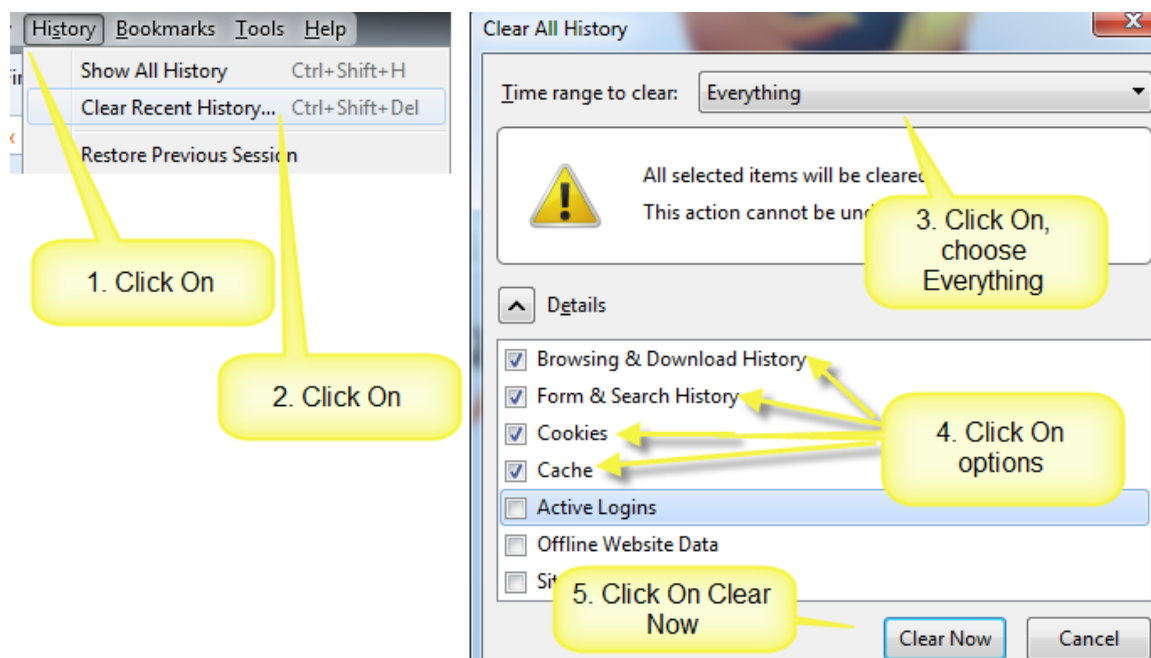 History Bookmarks Tools Help
Show All History Ctrl+Shift+H
Clear Recent History... Ctrl+Shift+Del
Restore Previous Session
1. Click On
2. Click On
Clear All History
Time range to clear: Everything
All selected items will be cleared
This action cannot be
3. Click On,
choose
Everything
Details
Browsing & Download History
Form & Search History
Cookies
Cache
Active Logins
Offline Website Data
4. Click On
options
5. Click On Clear
Now
Clear Now Cancel